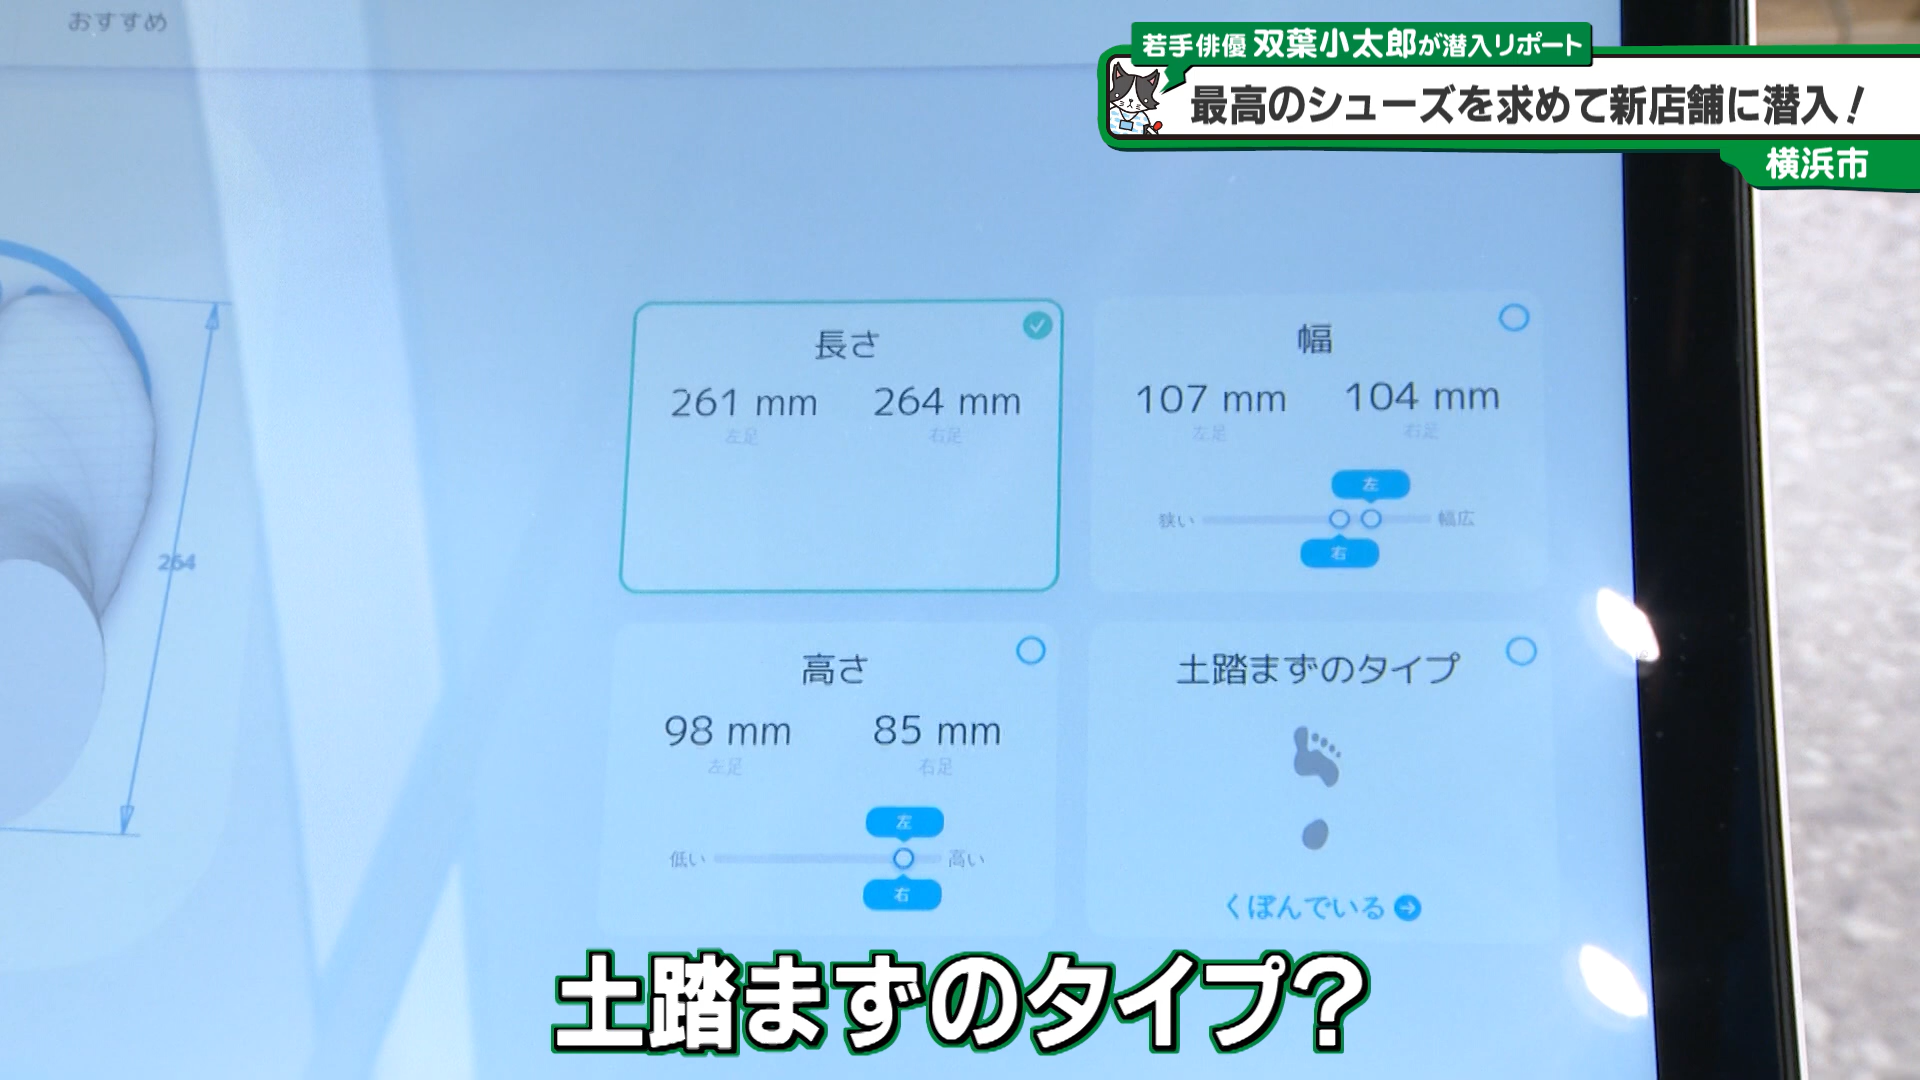 おすすめ
若手俳優 双葉小太郎が潜入リポート
最高のシューズを求めて新店舗に潜入！
横浜市
長さ
261 mm 264 mm
左足 右足
幅
107 mm 104 mm
左足 右足
左
狭い 幅広
右
264
高さ
98 mm 85 mm
左足 右足
左
低い 高い
右
土踏まずのタイプ
くぼんでいる
土踏まずのタイプ？